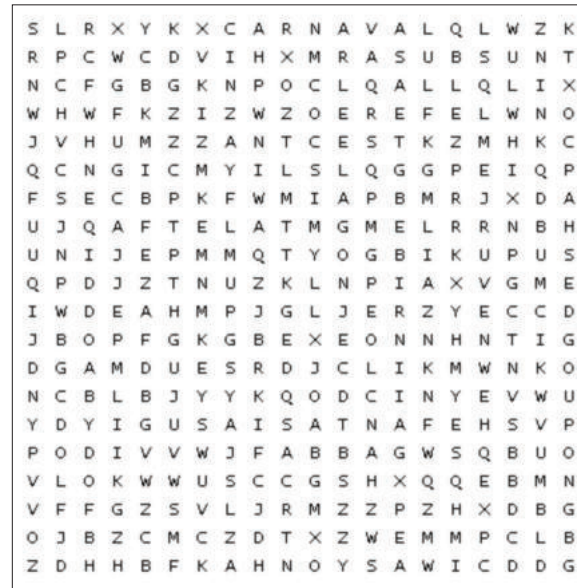 S L R X Y K X C A R N A V A L Q L W Z K
R P C W C D V I H X M R A S U B S U N T
N C F G B G K N P O C L Q A L L Q L I X
W H W F K Z I Z W Z O E R E F E L W N O
J V H U M Z Z A N T C E S T K Z M H K C
Q C N G I C M Y I L S L Q G G P E I Q P
F S E C B P K F W M I A P B M R J X D A
U J Q A F T E L A T M G M E L R R N B H
U N I J E P M M Q T Y O G B I K U P U S
Q P D J Z T N U Z K L N P I A X V G M E
I W D E A H M P J G L J E R Z Y E C C D
J B O P F G K G B E X E O N N H N T I G
D G A M D U E S R D J C L I K M W N K O
N C B L B J Y Y K Q O D C I N Y E V W U
Y D Y I G U S A I S A T N A F E H S V P
P O D I V V W J F A B B A G W S Q B U O
V L O K W W U S C C G S H X Q Q E B M N
V F F G Z S V L J R M Z Z P Z H X D B G
O J B Z C M C Z D T X Z W E M M P C L B
Z D H H B F K A H N O Y S A W I C D D G